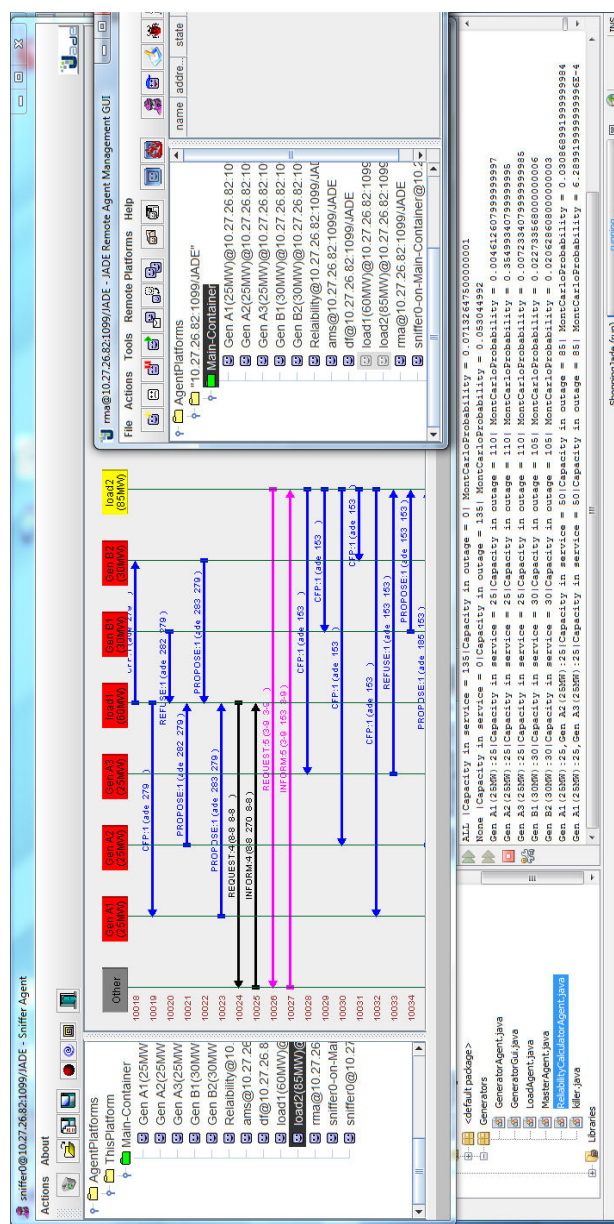 sniffer0@10.27.26.82:1099/JADE - Sniffer Agent
Actions About
AgentPlatforms
ThisPlatform
Main-Container
Gen A1(25MW
Gen A2(25MW
Gen A3(25MW
Gen B1(30MW
Gen B2(30MW
Relaibility@10.
ams@10.27.26
df@10.27.26.8
load1(60MW)@
load2(85MW)@
rma@10.27.26
sniffer0-on-Mai
sniffer0@10.27
Other
Gen A1
(25MW)
Gen A2
(25MW)
Gen A3
(25MW)
load1
(60MW)
Gen B1
(30MW)
Gen B2
(30MW)
load2
(85MW)
10018
10019
10020
10021
10022
10023
10024
10025
10026
10027
10028
10029
10030
10031
10032
10033
10034
CFP:1(ade 279 )
REFUSE:1(ade 279 279)
PROPOSE:1(ade 282 279)
PROPOSE:1(ade 283 279)
PROPOSE:1(ade 283 279)
REQUEST:4(8-8 8-8 )
INFORM:4(8-8 270 8-8 )
REQUEST:5(3-9 3-9 )
INFORM:5(3-9 153 3-9)
CFP:1(ade 153 )
CFP:1(ade 153 )
CFP:1(ade 153 )
CFP:1(ade 153 )
CFP:1(ade 153 )
REFUSE:1(ade 153 153)
PROPOSE:1(ade 153 153)
PROPOSE:1(ade 185 153)
rma@10.27.26.82:1099/JADE - JADE Remote Agent Management GUI
File Actions Tools Remote Platforms Help
AgentPlatforms
"10.27.26.82:1099/JADE"
Main-Container
Gen A1(25MW)@10.27.26.82:10
Gen A2(25MW)@10.27.26.82:10
Gen A3(25MW)@10.27.26.82:10
Gen B1(30MW)@10.27.26.82:10
Gen B2(30MW)@10.27.26.82:10
Relaibility@10.27.26.82:1099/JAD
ams@10.27.26.82:1099/JADE
df@10.27.26.82:1099/JADE
load1(60MW)@10.27.26.82:1099
load2(85MW)@10.27.26.82:1099
rma@10.27.26.82:1099/JADE
sniffer0-on-Main-Container@10.2
name addre... state
<default package>
Generators
GeneratorAgent.java
GeneratorGui.java
LoadAgent.java
MasterAgent.java
ReliabilityCalculatorAgent.java
killer.java
Libraries
ALL |Capacity in service = 135|Capacity in outage = 0| MontCarloProbability = 0.07132647500000001
None |Capacity in service = 0|Capacity in outage = 135| MontCarloProbability = 0.053044992
Gen A1(25MW):25|Capacity in service = 25|Capacity in outage = 110| MontCarloProbability = 0.004612607999999997
Gen A2(25MW):25|Capacity in service = 25|Capacity in outage = 110| MontCarloProbability = 0.3549934079999995
Gen A3(25MW):25|Capacity in service = 25|Capacity in outage = 110| MontCarloProbability = 0.007233407999999985
Gen B1(30MW):30|Capacity in service = 30|Capacity in outage = 105| MontCarloProbability = 0.022733568000000006
Gen B2(30MW):30|Capacity in service = 30|Capacity in outage = 105| MontCarloProbability = 0.020628608000000003
Gen A1(25MW):25,Gen A2(25MW):25|Capacity in service = 50|Capacity in outage = 85| MontCarloProbability = 0.030868991999999984
Gen A1(25MW):25,Gen A3(25MW):25|Capacity in service = 50|Capacity in outage = 85| MontCarloProbability = 6.289919999999996E-4
running...
INS